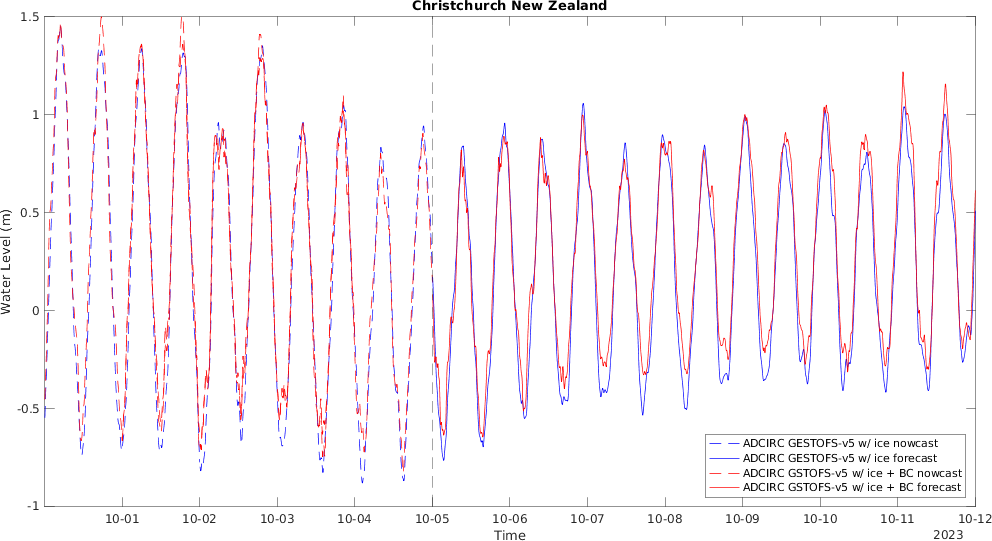 Christchurch New Zealand
1.5
1
0.5
0
-0.5
-1
Water Level (m)
10-01
10-02
10-03
10-04
10-05
10-06
10-07
10-08
10-09
10-10
10-11
10-12
Time
2023
ADCIRC GESTOFS-v5 w/ ice nowcast
ADCIRC GESTOFS-v5 w/ ice forecast
ADCIRC GSTOFS-v5 w/ ice + BC nowcast
ADCIRC GSTOFS-v5 w/ ice + BC forecast